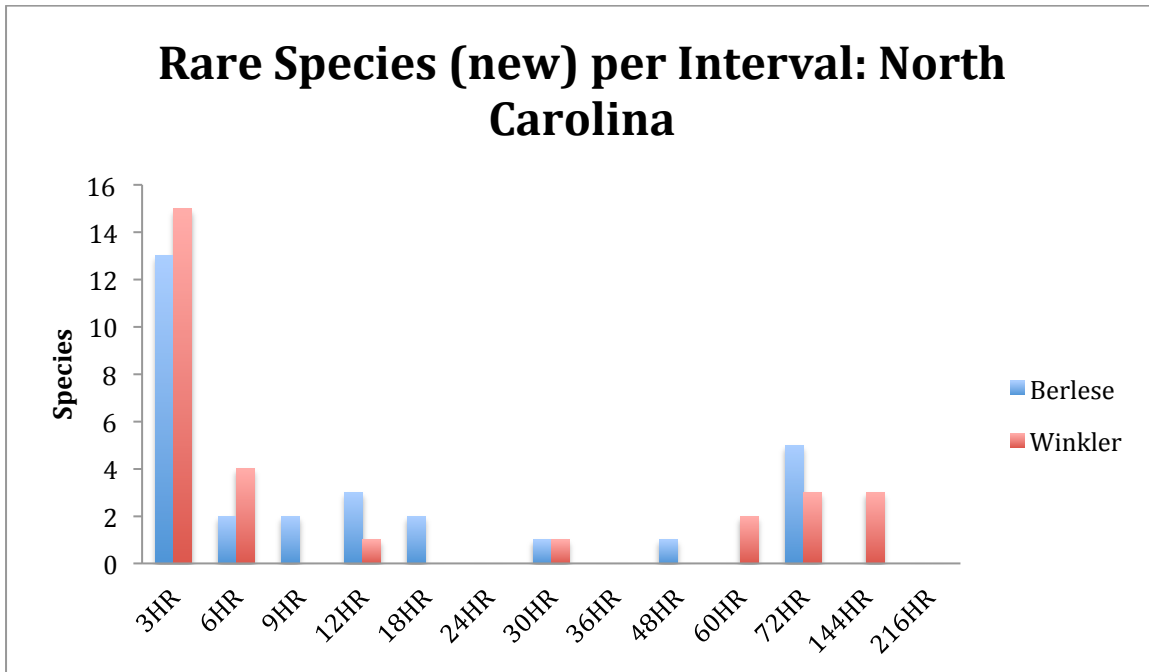 Rare Species (new) per Interval: North
Carolina
16
14
12
10
8
6
4
2
0
Species
3HR
6HR
9HR
12HR
18HR
24HR
30HR
36HR
48HR
60HR
72HR
144HR
216HR
Berlese
Winkler